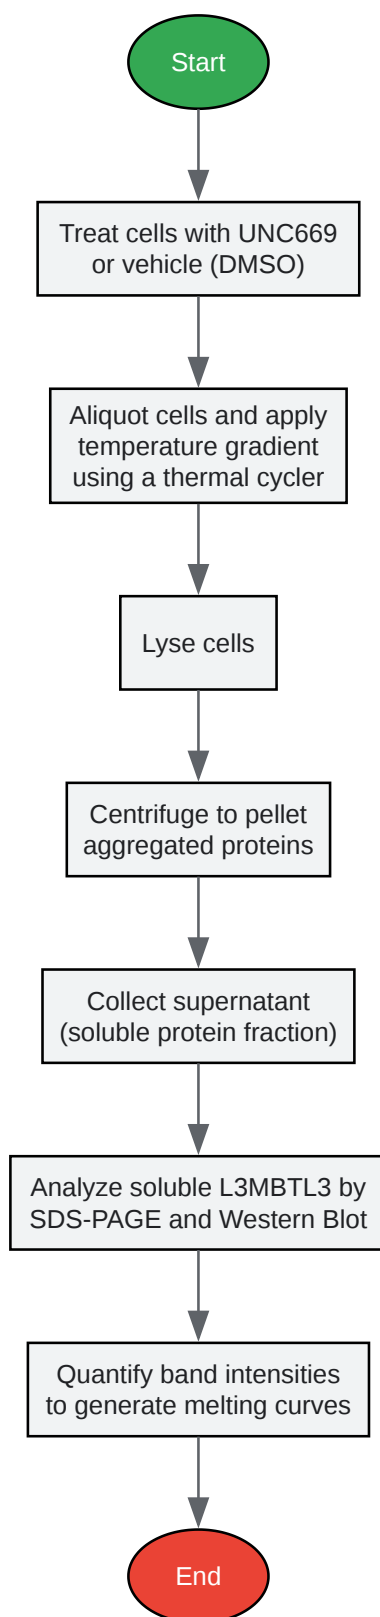 Start
Treat cells with UNC669
or vehicle (DMSO)
Aliquot cells and apply
temperature gradient
using a thermal cycler
Lyse cells
Centrifuge to pellet
aggregated proteins
Collect supernatant
(soluble protein fraction)
Analyze soluble L3MBTL3 by
SDS-PAGE and Western Blot
Quantify band intensities
to generate melting curves
End